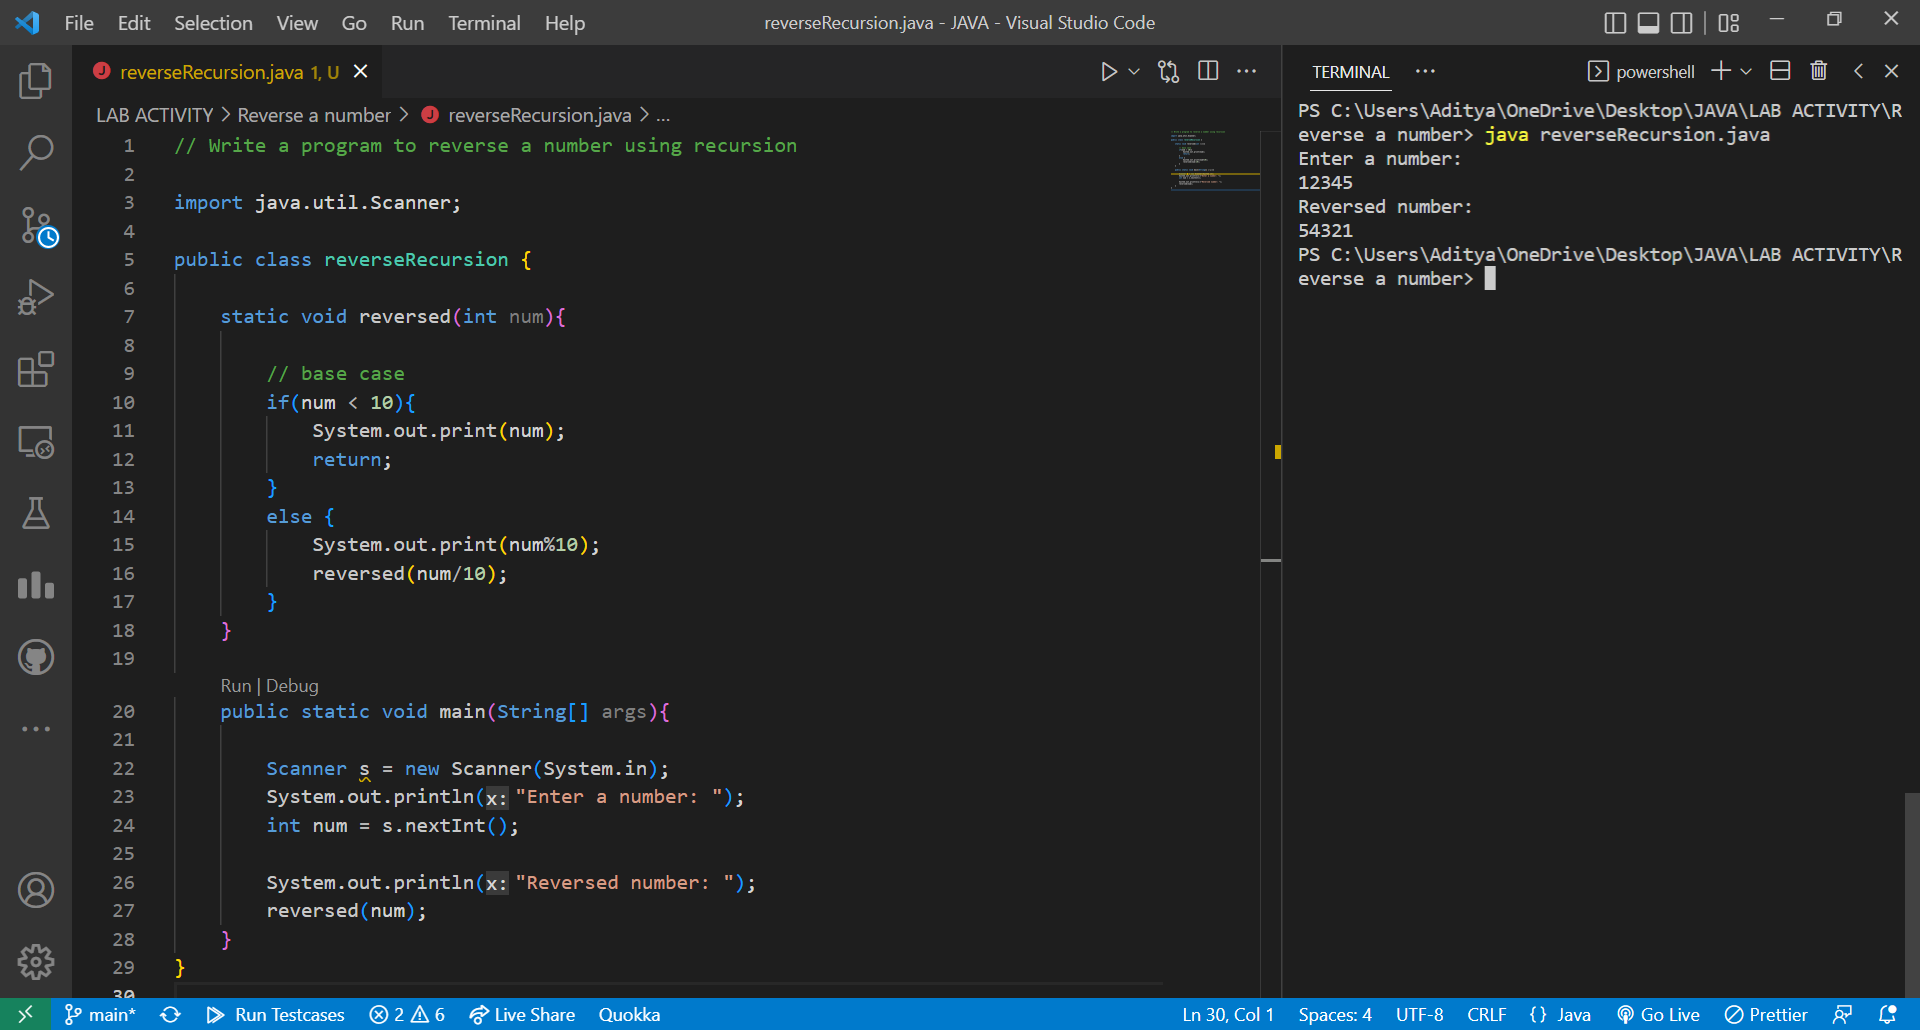 File Edit Selection View Go Run Terminal Help
reverseRecursion.java - JAVA - Visual Studio Code
reverseRecursion.java 1, U
LAB ACTIVITY > Reverse a number > reverseRecursion.java > ...
1 // Write a program to reverse a number using recursion
2
3 import java.util.Scanner;
4
5 public class reverseRecursion {
6
7 static void reversed(int num){
8
9 // base case
10 if(num < 10){
11 System.out.print(num);
12 return;
13 }
14 else {
15 System.out.print(num%10);
16 reversed(num/10);
17 }
18 }
19
Run | Debug
20 public static void main(String[] args){
21
22 Scanner s = new Scanner(System.in);
23 System.out.println(x: "Enter a number: ");
24 int num = s.nextInt();
25
26 System.out.println(x: "Reversed number: ");
27 reversed(num);
28 }
29 }
30
TERMINAL
powershell
PS C:\Users\Aditya\OneDrive\Desktop\JAVA\LAB ACTIVITY\R
everse a number> java reverseRecursion.java
Enter a number:
12345
Reversed number:
54321
PS C:\Users\Aditya\OneDrive\Desktop\JAVA\LAB ACTIVITY\R
everse a number>
main* Run Testcases 2 6 Live Share Quokka Ln 30, Col 1 Spaces: 4 UTF-8 CRLF {} Java Go Live Prettier